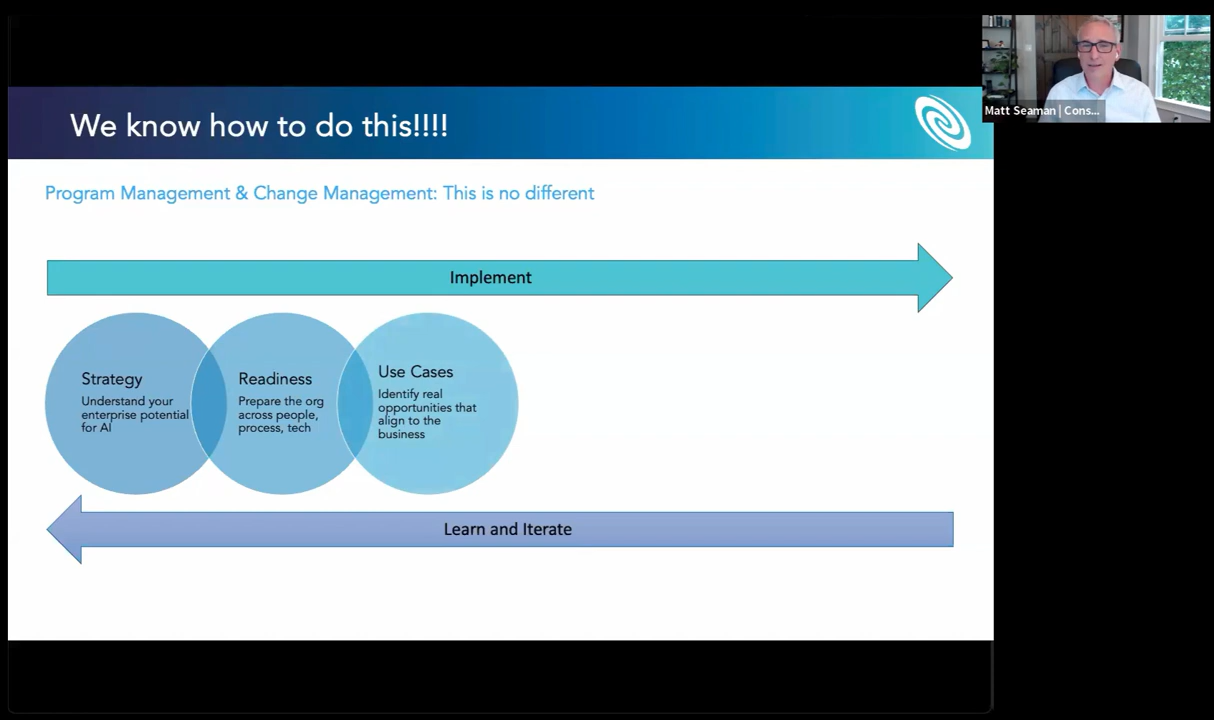 We know how to do this!!!!
Matt Seaman | Cons...
Program Management & Change Management: This is no different
Implement
Strategy
Understand your
enterprise potential
for AI
Readiness
Prepare the org
across people,
process, tech
Use Cases
Identify real
opportunities that
align to the
business
Learn and Iterate